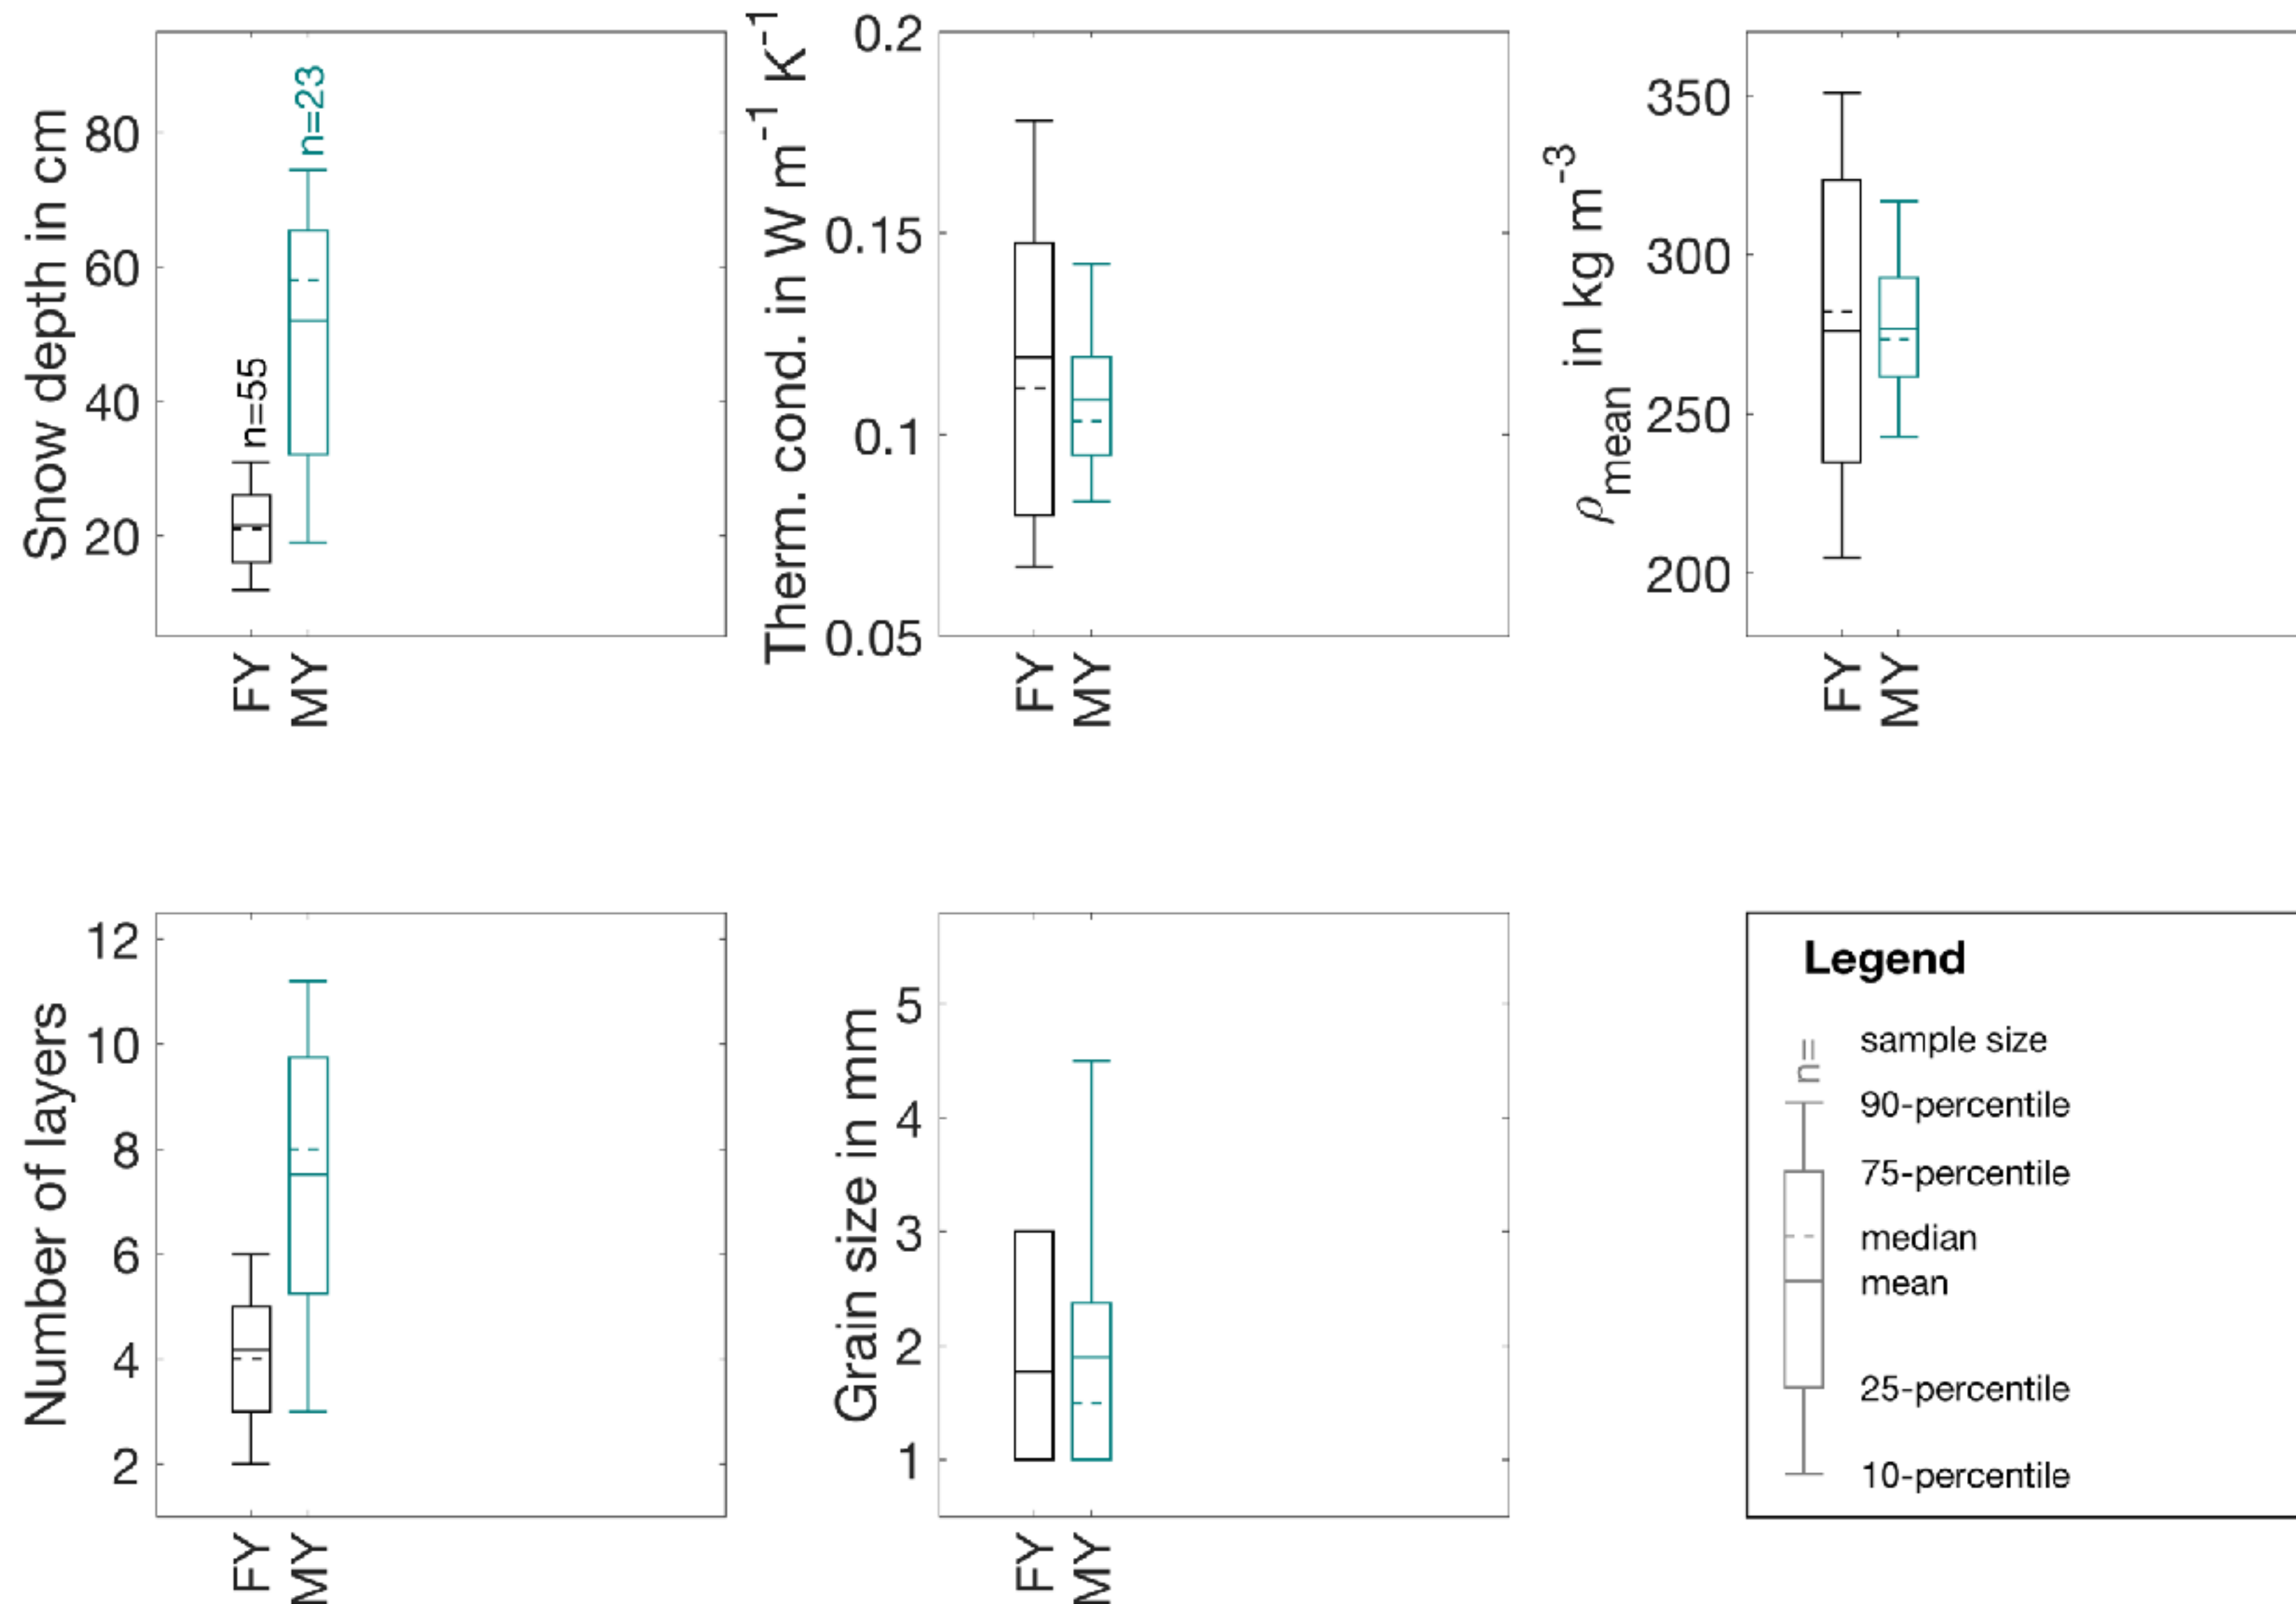 Snow depth in cm
80
60
40
20
n=55
n=23
FY
MY
Therm. cond. in W m⁻¹ K⁻¹
0.2
0.15
0.1
0.05
FY
MY
ρmean in kg m⁻³
350
300
250
200
FY
MY
Number of layers
12
10
8
6
4
2
FY
MY
Grain size in mm
5
4
3
2
1
FY
MY
Legend
n=
sample size
90-percentile
75-percentile
median
mean
25-percentile
10-percentile